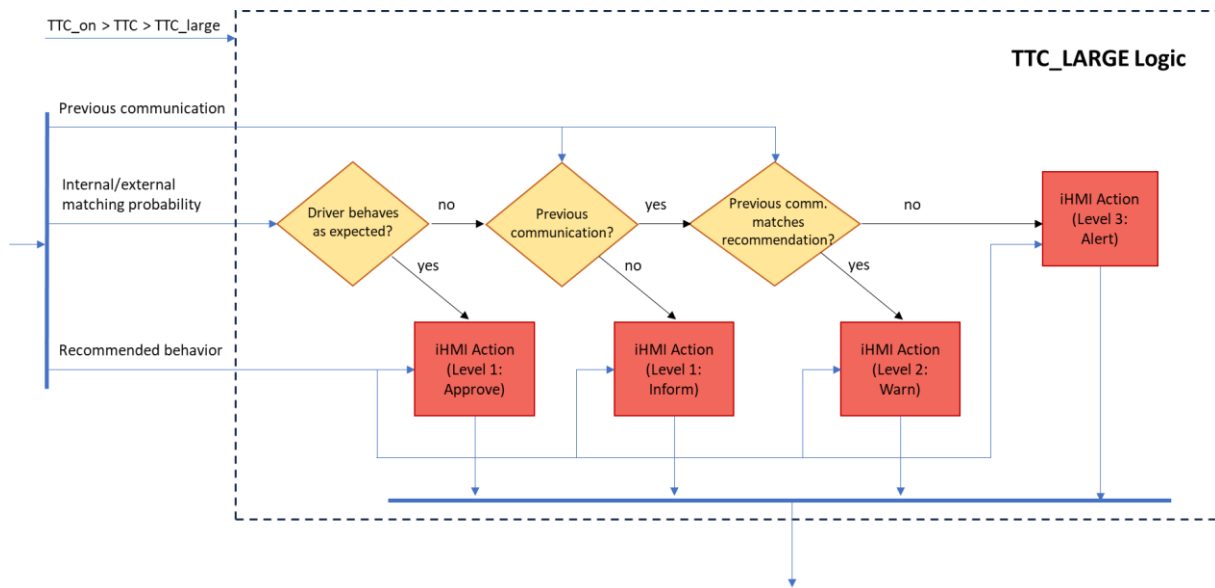 TTC_on > TTC > TTC_large
TTC_LARGE Logic
Previous communication
Internal/external
matching probability
Driver behaves
as expected?
no
Previous
communication?
yes
Previous comm.
matches
recommendation?
no
iHMI Action
(Level 3:
Alert)
yes
no
yes
Recommended behavior
iHMI Action
(Level 1:
Approve)
iHMI Action
(Level 1:
Inform)
iHMI Action
(Level 2:
Warn)